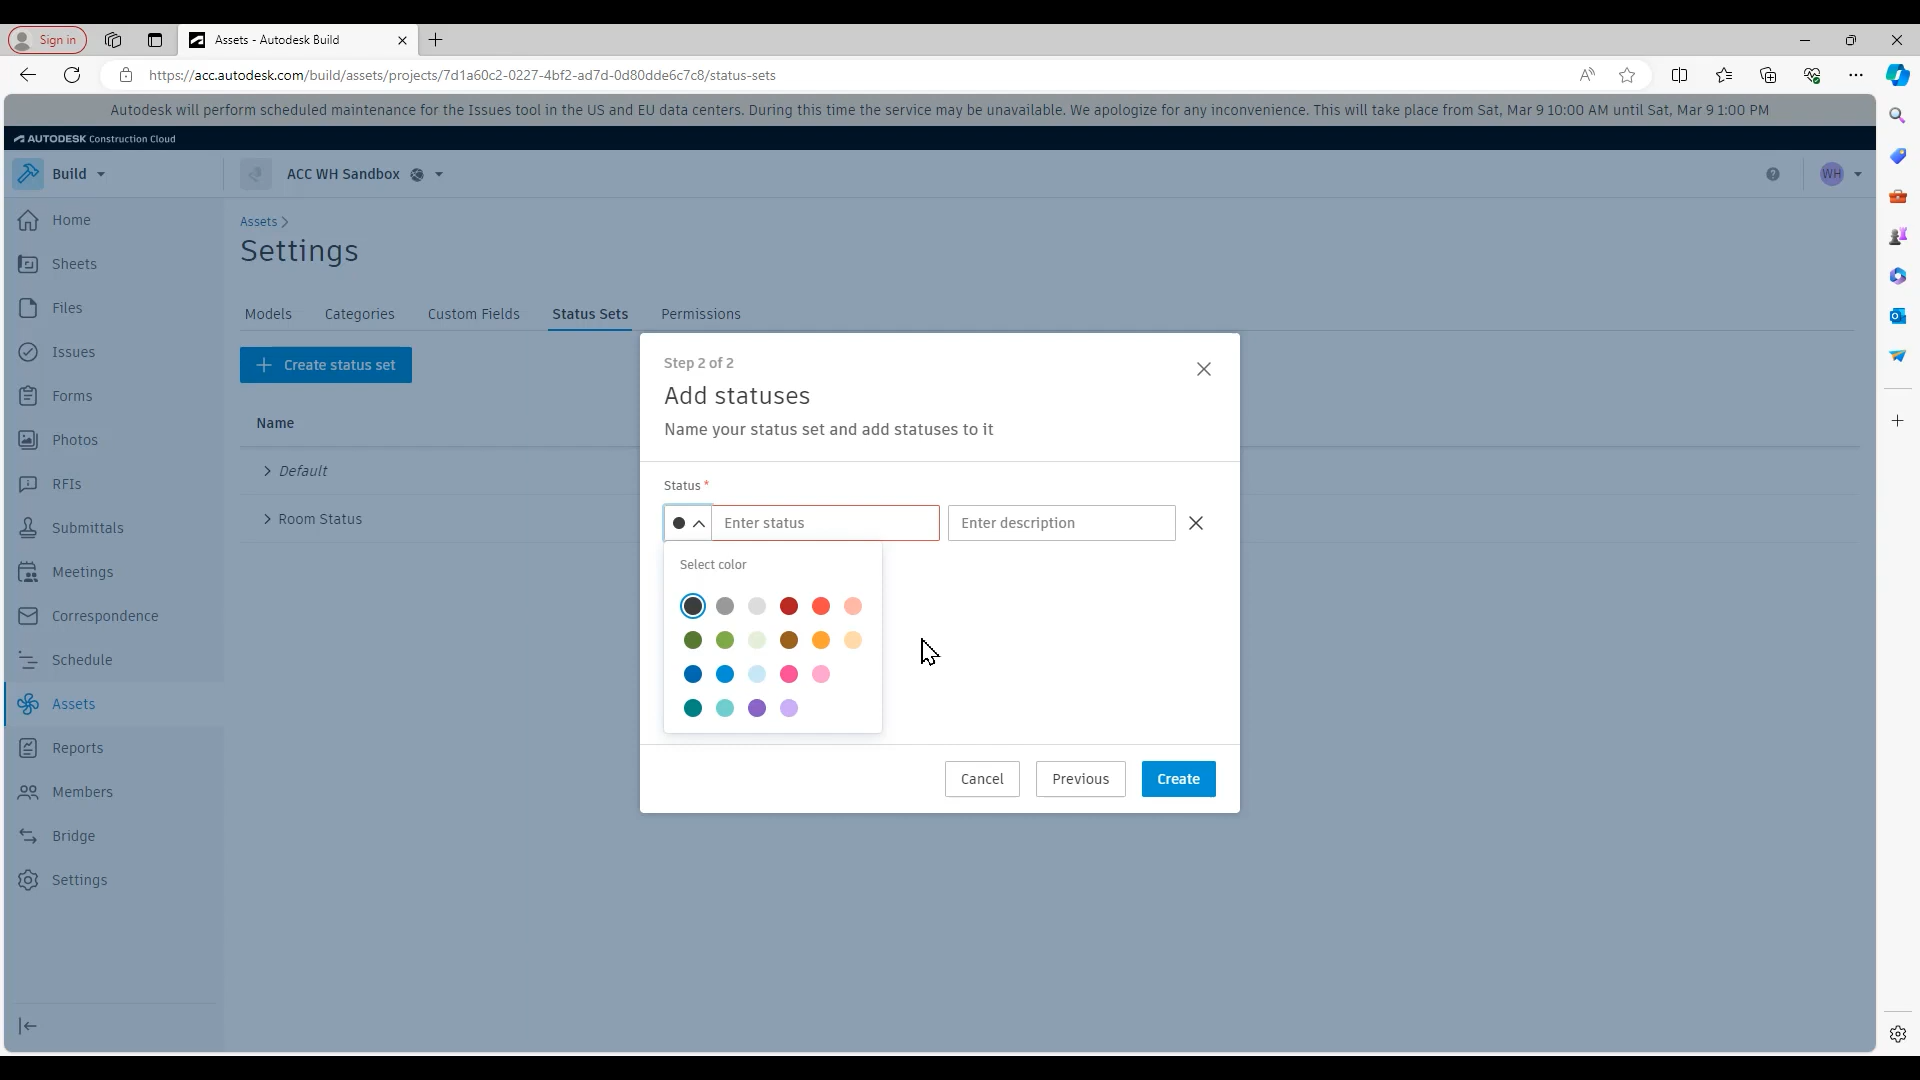 Sign in
Assets - Autodesk Build
https://acc.autodesk.com/build/assets/projects/7d1a60c2-0227-4bf2-ad7d-0d80dde6c7c8/status-sets
Autodesk will perform scheduled maintenance for the Issues tool in the US and EU data centers. During this time the service may be unavailable. We apologize for any inconvenience. This will take place from Sat, Mar 9 10:00 AM until Sat, Mar 9 1:00 PM
AUTODESK Construction Cloud
Build
ACC WH Sandbox
WH
Home
Sheets
Files
Issues
Forms
Photos
RFIs
Submittals
Meetings
Correspondence
Schedule
Assets
Reports
Members
Bridge
Settings
Assets
Settings
Models
Categories
Custom Fields
Status Sets
Permissions
Create status set
Name
Default
Room Status
Step 2 of 2
Add statuses
Name your status set and add statuses to it
Status *
Enter status
Enter description
Select color
Cancel
Previous
Create